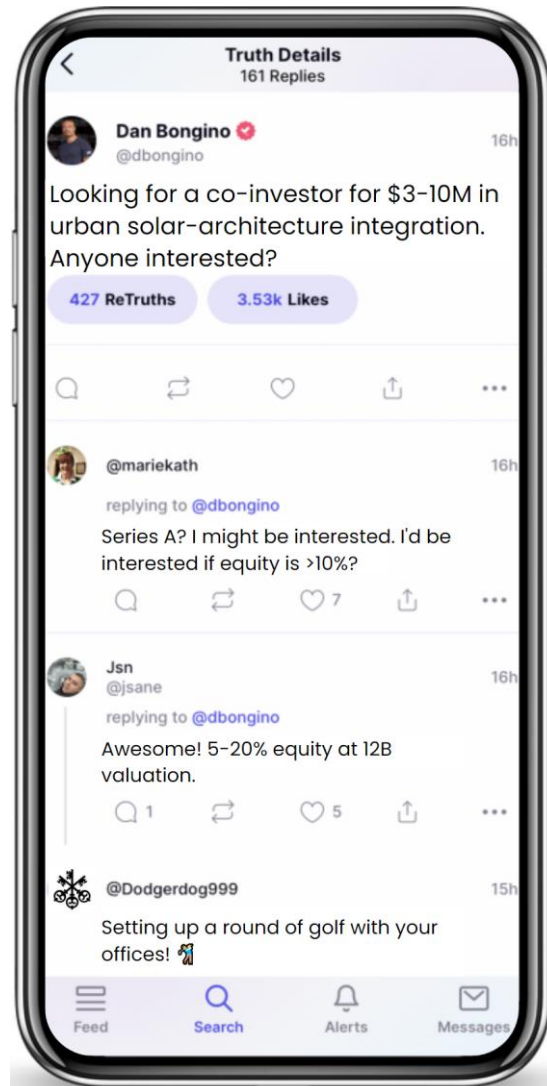 Truth Details
161 Replies
Dan Bongino
@dbongino
16h
Looking for a co-investor for $3-10M in
urban solar-architecture integration.
Anyone interested?
427 ReTruths
3.53k Likes
@mariekath
16h
replying to @dbongino
Series A? I might be interested. I'd be
interested if equity is >10%?
7
Jsn
16h
@jsane
replying to @dbongino
Awesome! 5-20% equity at 12B
valuation.
1
5
@Dodgerdog999
15h
Setting up a round of golf with your
offices! 🏌️
Feed
Search
Alerts
Messages